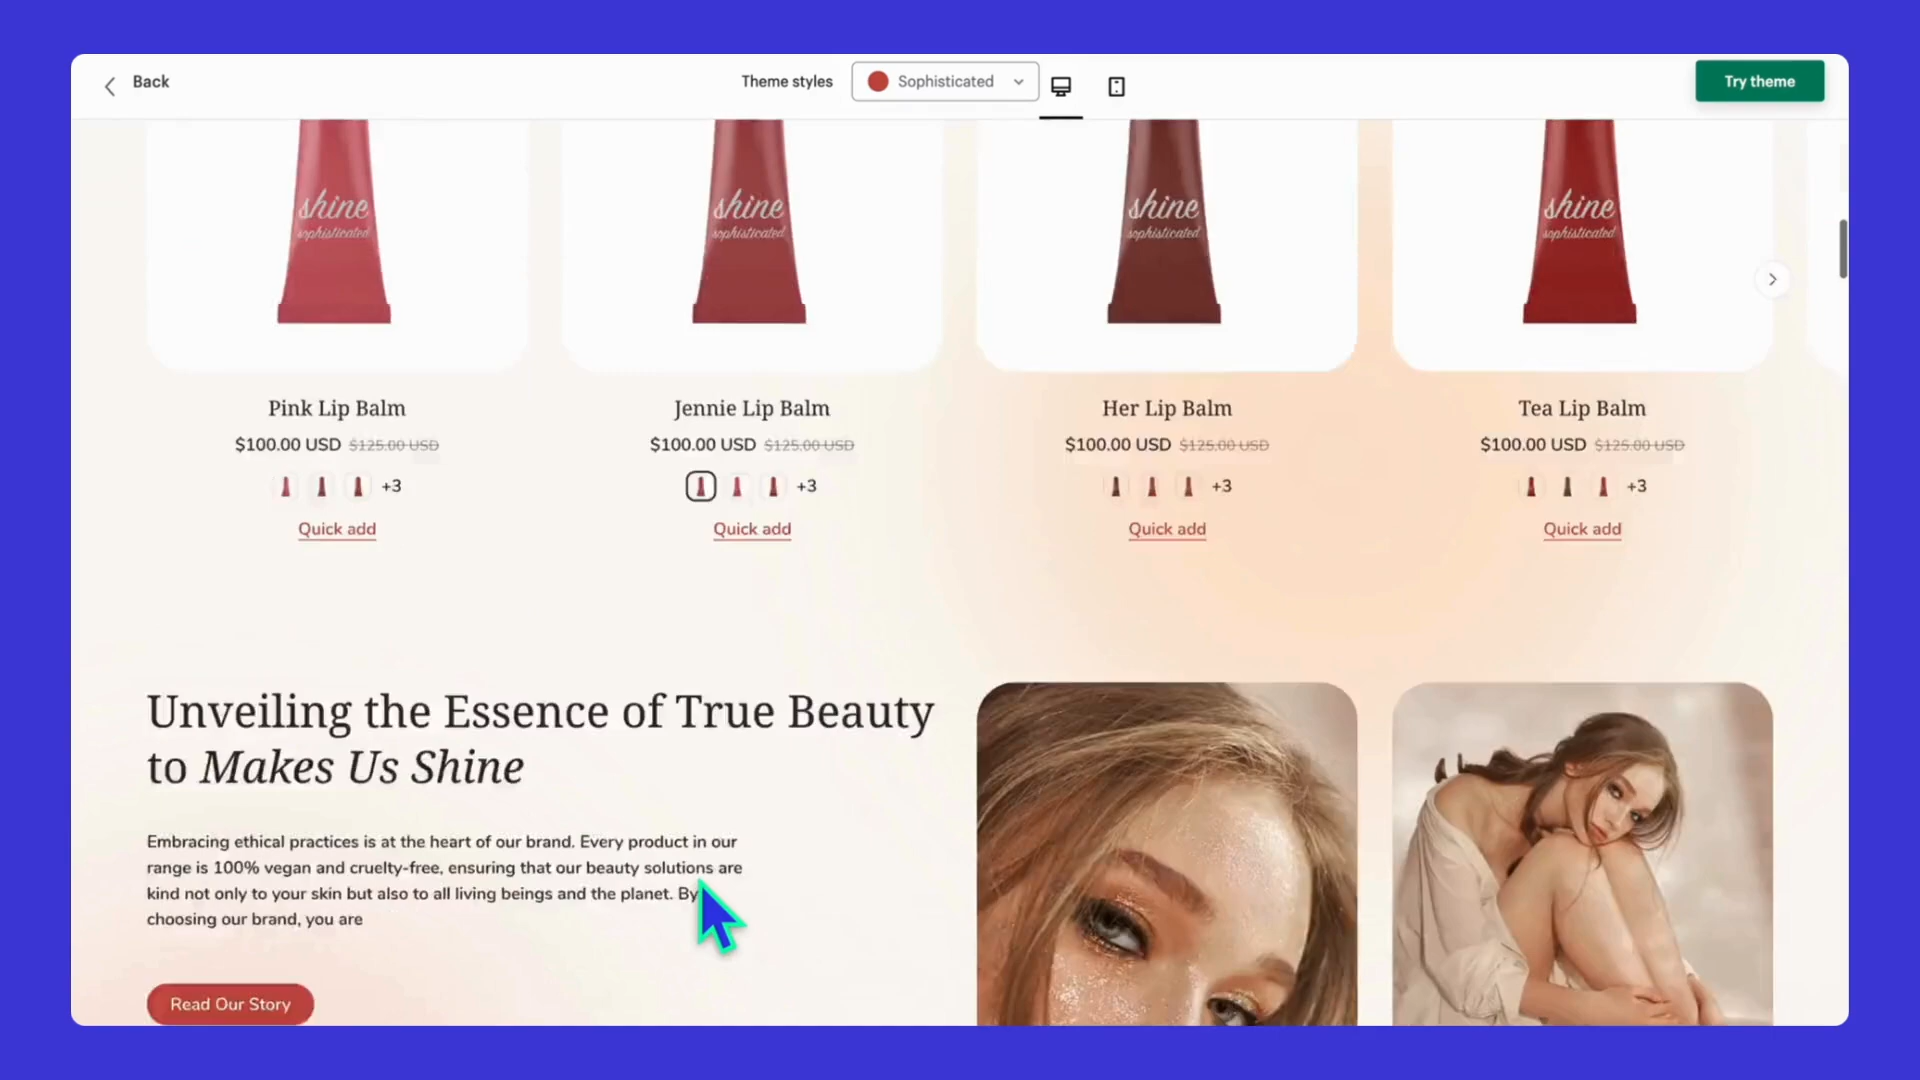 Back
Theme styles
Sophisticated
Try theme
shine
sophisticated
shine
sophisticated
shine
sophisticated
shine
sophisticated
Pink Lip Balm
$100.00 USD $125.00 USD
+3
Quick add
Jennie Lip Balm
$100.00 USD $125.00 USD
+3
Quick add
Her Lip Balm
$100.00 USD $125.00 USD
+3
Quick add
Tea Lip Balm
$100.00 USD $125.00 USD
+3
Quick add
Unveiling the Essence of True Beauty
to Makes Us Shine
Embracing ethical practices is at the heart of our brand. Every product in our
range is 100% vegan and cruelty-free, ensuring that our beauty solutions are
kind not only to your skin but also to all living beings and the planet. By
choosing our brand, you are
Read Our Story